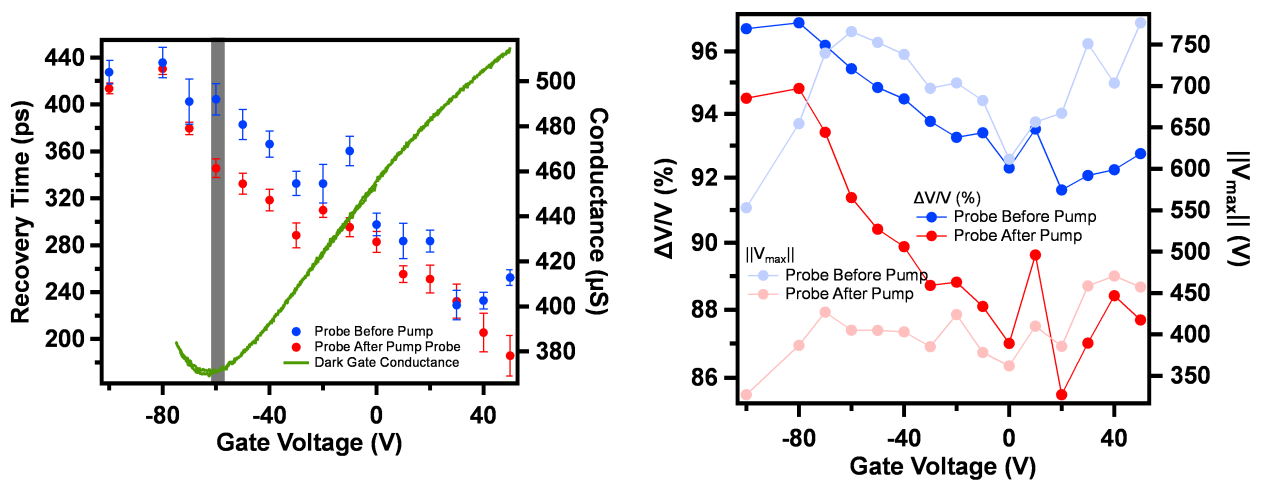 440
400
360
320
280
240
200
Recovery Time (ps)
500
480
460
440
420
400
380
Conductance (µS)
Probe Before Pump
Probe After Pump Probe
Dark Gate Conductance
-80
-40
0
40
Gate Voltage (V)
96
94
92
90
88
86
ΔV/V (%)
750
700
650
600
550
500
450
400
350
||Vmax|| (V)
ΔV/V (%)
Probe Before Pump
Probe After Pump
||Vmax||
Probe Before Pump
Probe After Pump
-80
-40
0
40
Gate Voltage (V)